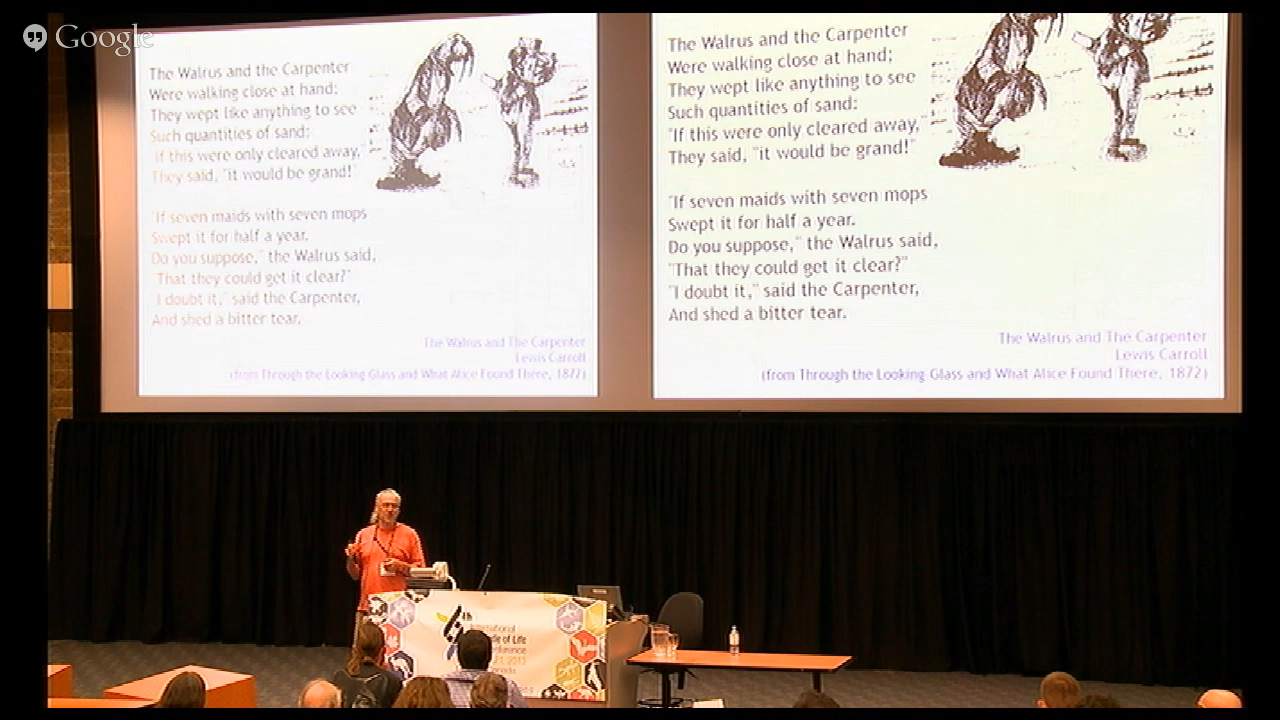 Google
The Walrus and the Carpenter
Were walking close at hand;
They wept like anything to see
Such quantities of sand:
"If this were only cleared away,
They said, "it would be grand!"
"If seven maids with seven mops
Swept it for half a year.
Do you suppose," the Walrus said,
"That they could get it clear?"
"I doubt it," said the Carpenter,
And shed a bitter tear.
The Walrus and The Carpenter
Lewis Carroll
(from Through the Looking-Glass and What Alice Found There, 1872)
The Walrus and the Carpenter
Were walking close at hand;
They wept like anything to see
Such quantities of sand:
"If this were only cleared away,"
They said, "it would be grand!"
"If seven maids with seven mops
Swept it for half a year.
Do you suppose," the Walrus said,
"That they could get it clear?"
"I doubt it," said the Carpenter,
And shed a bitter tear.
The Walrus and The Carpenter
Lewis Carroll
(from Through the Looking-Glass and What Alice Found There, 1872)
International
of Life